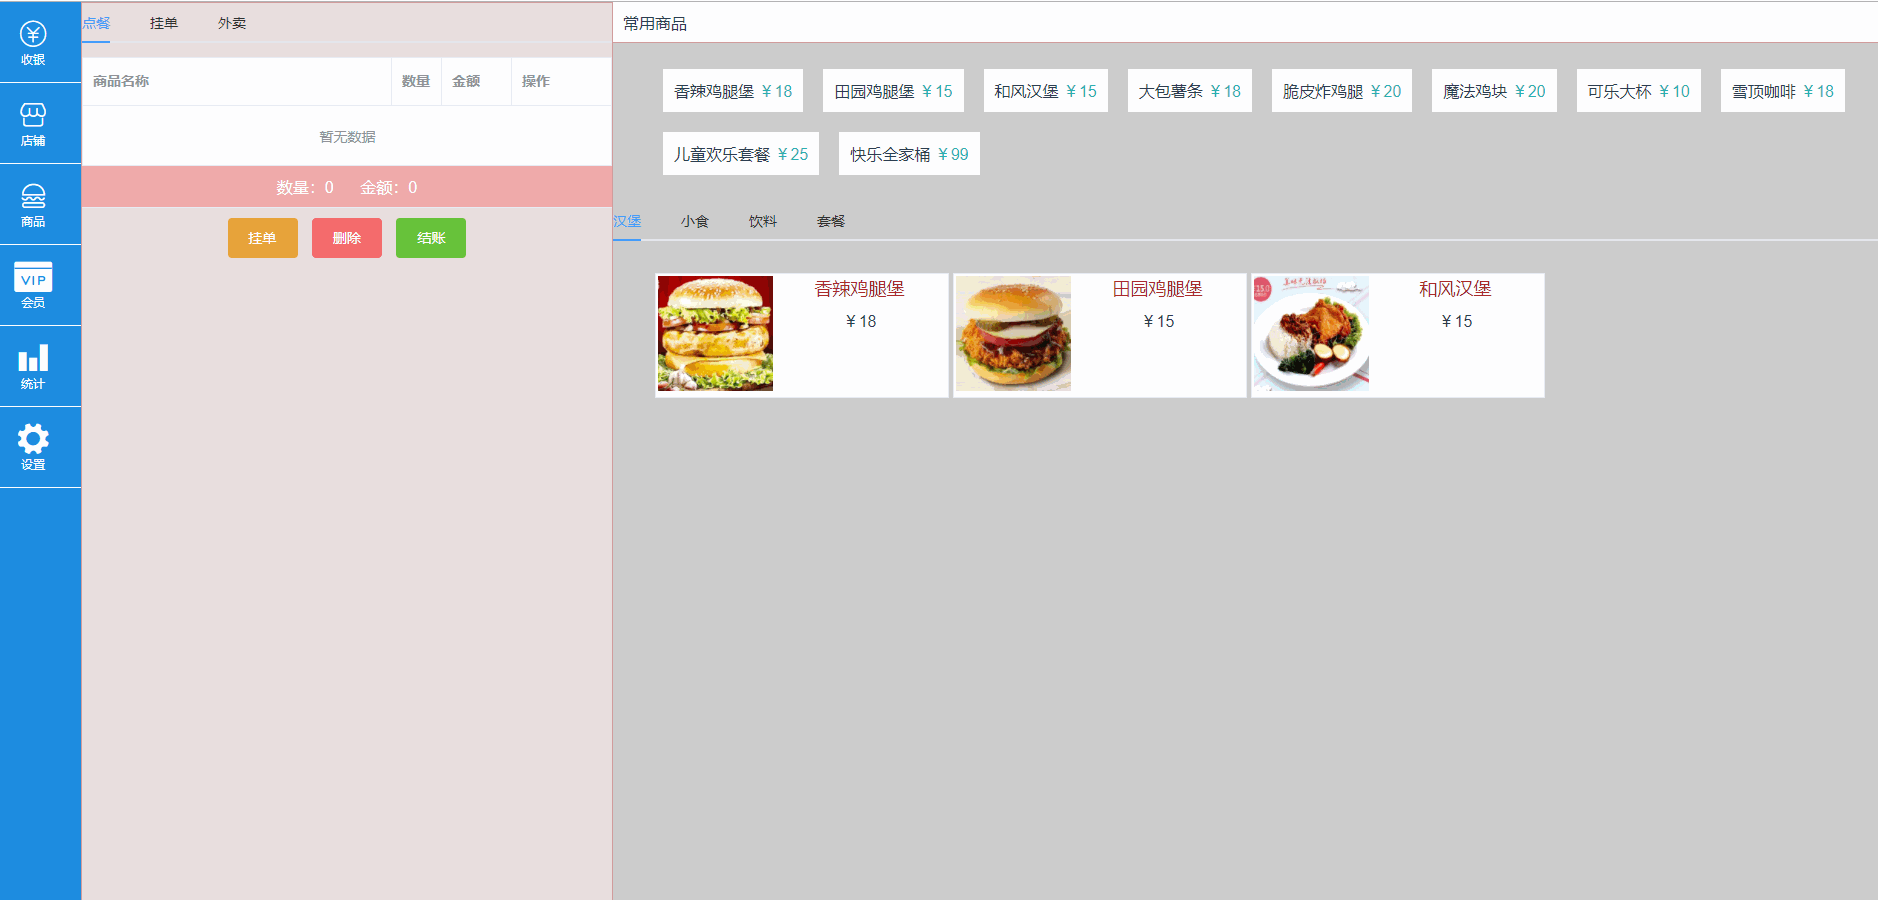 收银
店铺
商品
VIP
会员
统计
设置
点餐 挂单 外卖
商品名称 数量 金额 操作
暂无数据
数量：0 金额：0
挂单 删除 结账
常用商品
香辣鸡腿堡 ￥18 田园鸡腿堡 ￥15 和风汉堡 ￥15 大包薯条 ￥18 脆皮炸鸡腿 ￥20 魔法鸡块 ￥20 可乐大杯 ￥10 雪顶咖啡 ￥18
儿童欢乐套餐 ￥25 快乐全家桶 ￥99
汉堡 小食 饮料 套餐
香辣鸡腿堡
￥18
田园鸡腿堡
￥15
和风汉堡
￥15